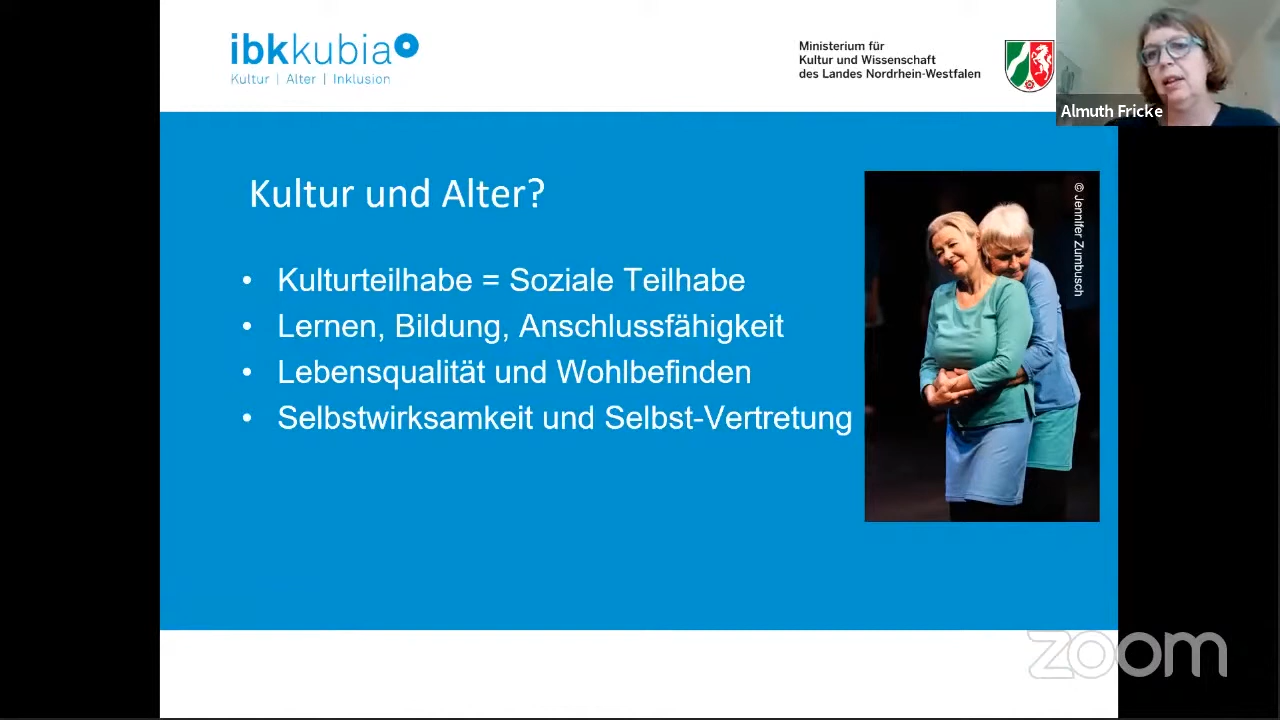 ibkkubia
Kultur | Alter | Inklusion
Ministerium für
Kultur und Wissenschaft
des Landes Nordrhein-Westfalen
Almuth Fricke
Kultur und Alter?
• Kulturteilhabe = Soziale Teilhabe
• Lernen, Bildung, Anschlussfähigkeit
• Lebensqualität und Wohlbefinden
• Selbstwirksamkeit und Selbst-Vertretung
© Jennifer Zumbusch
zoom